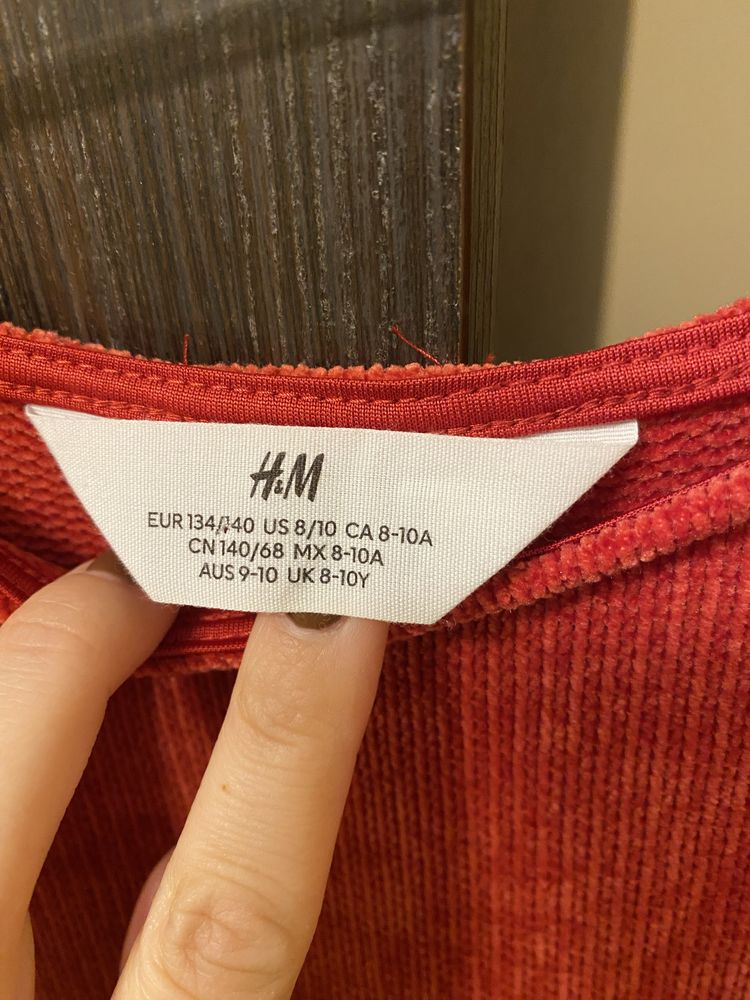 H&M
EUR 134/140 US 8/10 CA 8-10A
CN 140/68 MX 8-10A
AUS 9-10 UK 8-10Y